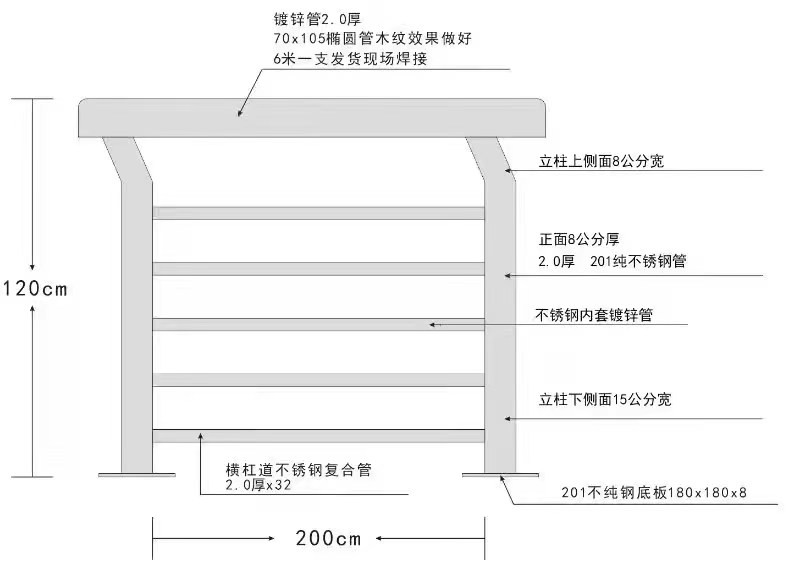 镀锌管2.0厚
70x105椭圆管木纹效果做好
6米一支发货现场焊接
立柱上侧面8公分宽
正面8公分厚
2.0厚 201纯不锈钢管
120cm
不锈钢内套镀锌管
立柱下侧面15公分宽
横杠道不锈钢复合管
2.0厚x32
201不纯钢底板180x180x8
200cm